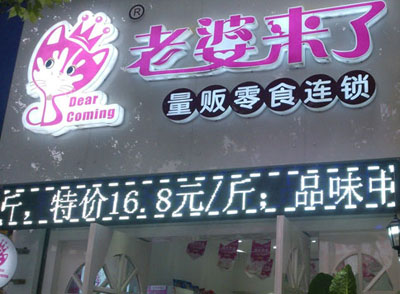 ®
老婆来了
Dear
Coming
量贩零食连锁
斤，特价16.8元/斤；品味中